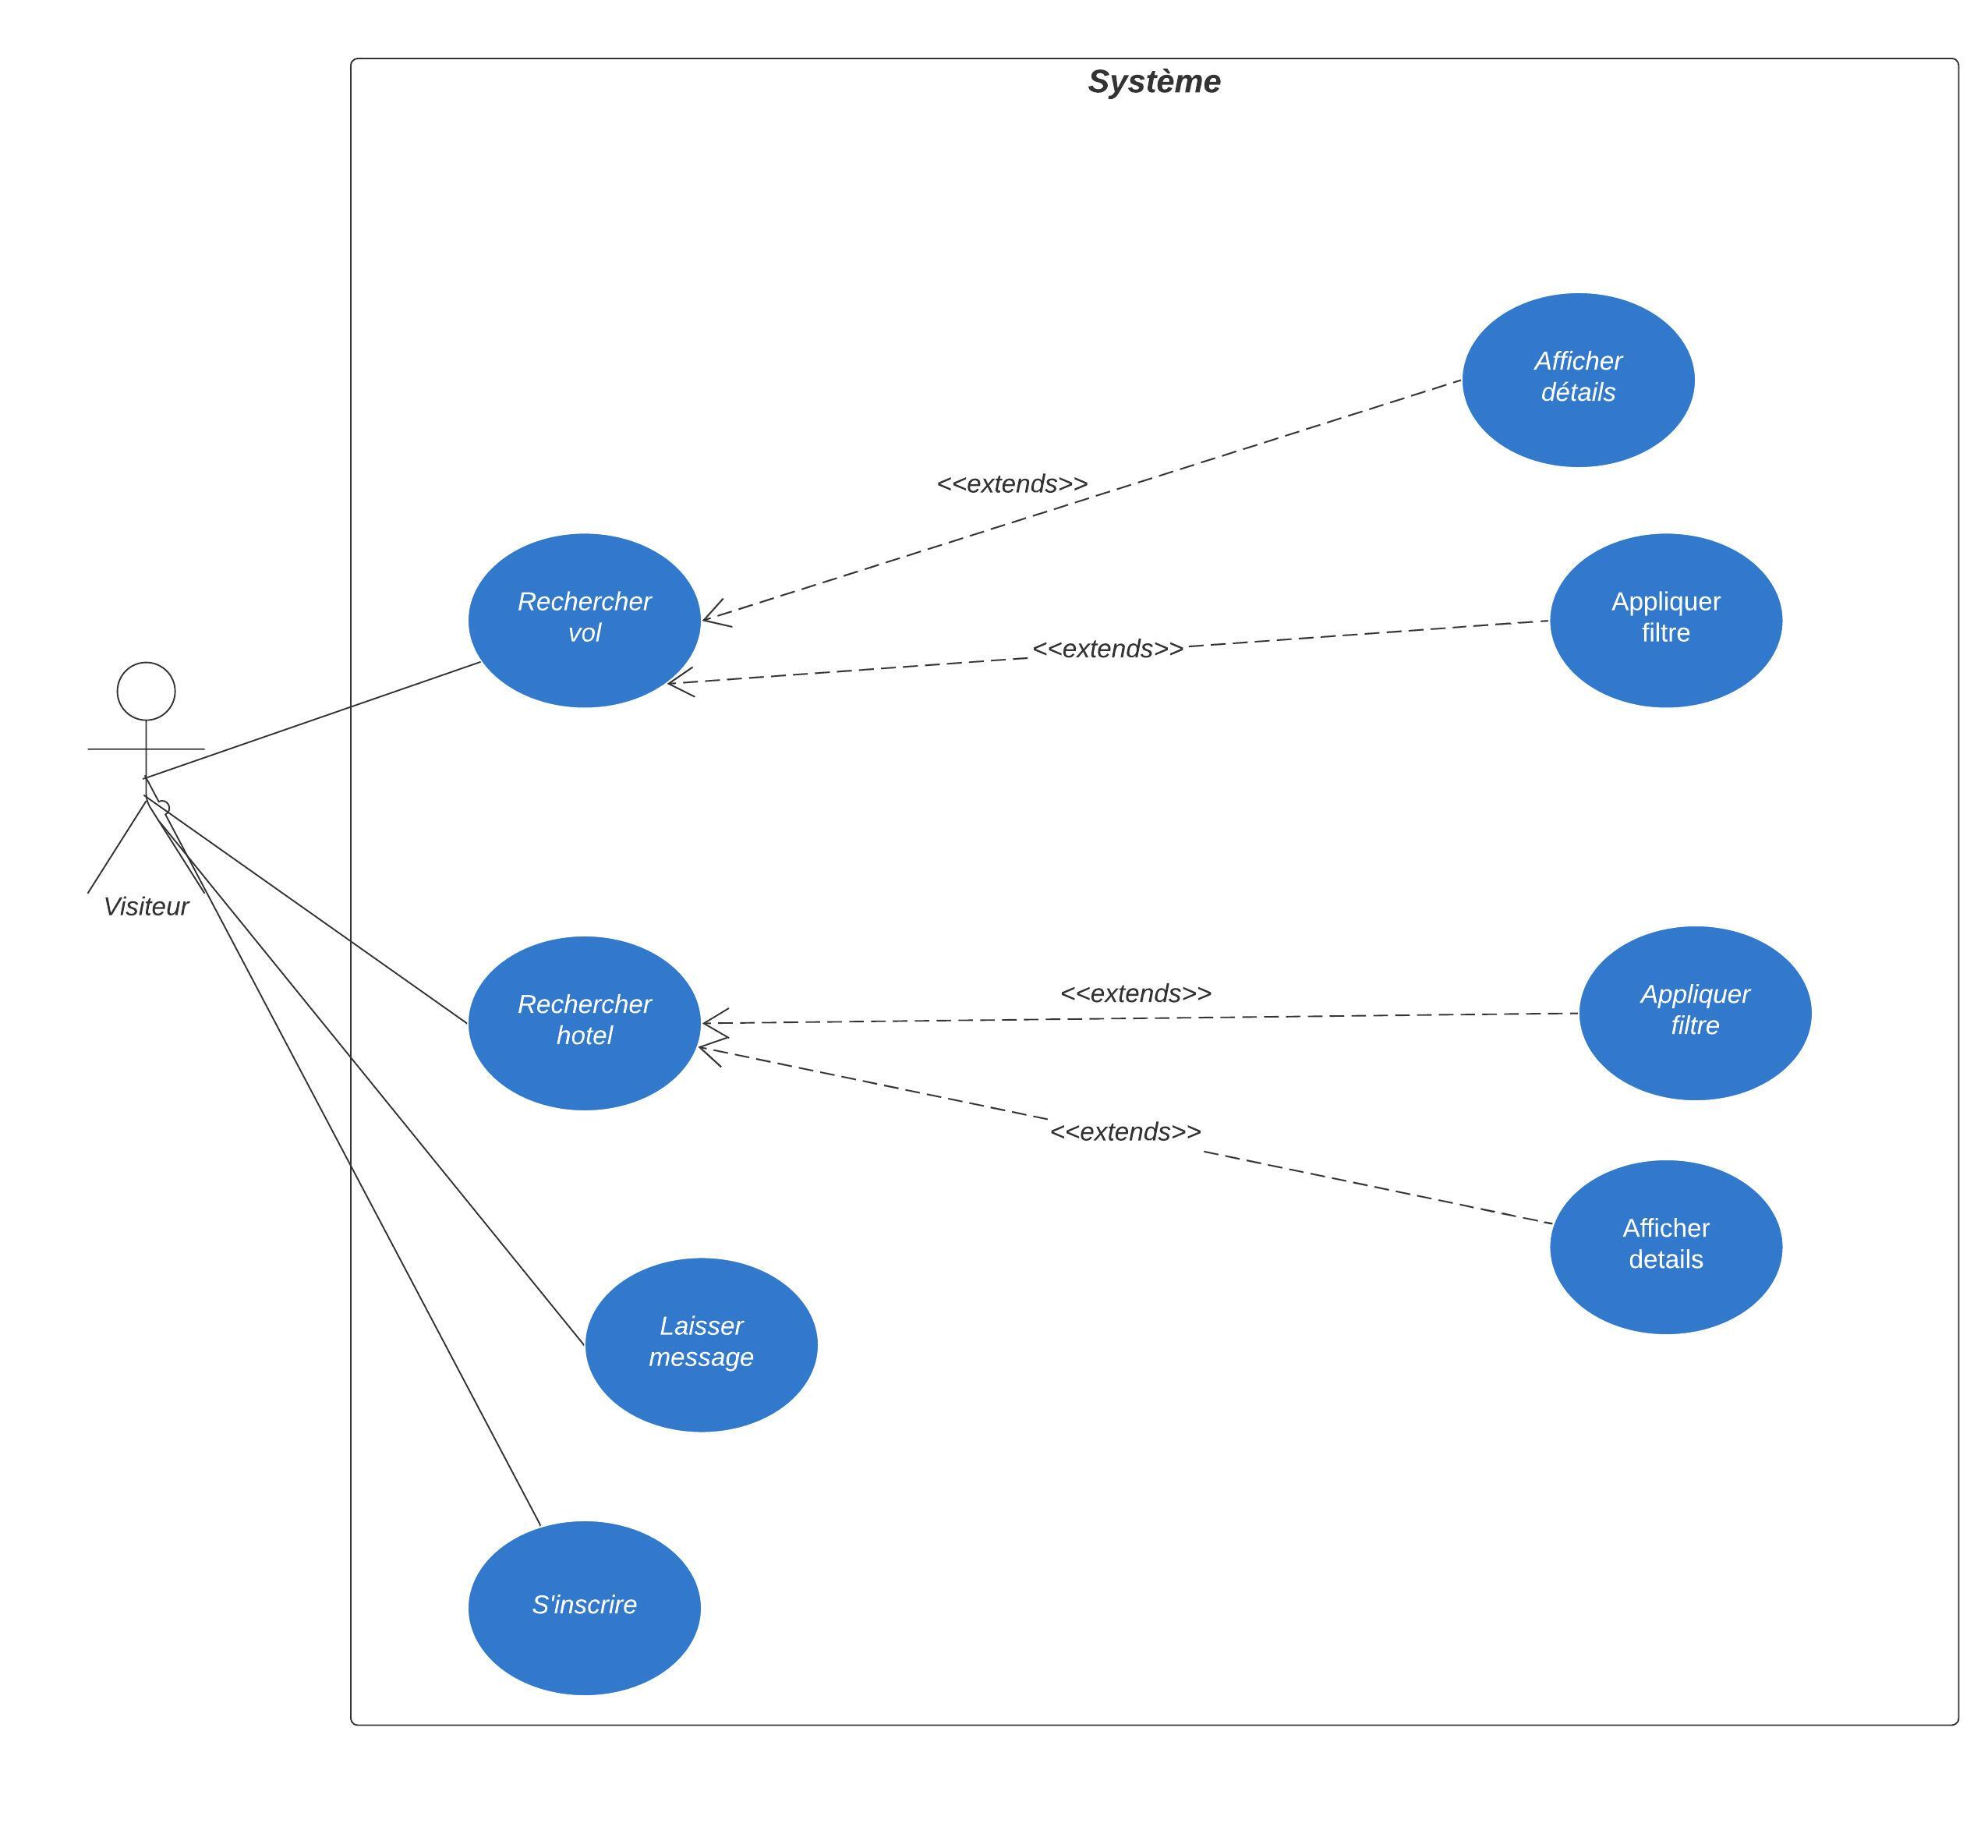 Système
Afficher
détails
<<extends>>
Rechercher
vol
Appliquer
filtre
<<extends>>
Visiteur
Rechercher
hotel
<<extends>>
Appliquer
filtre
<<extends>>
Afficher
details
Laisser
message
S'inscrire